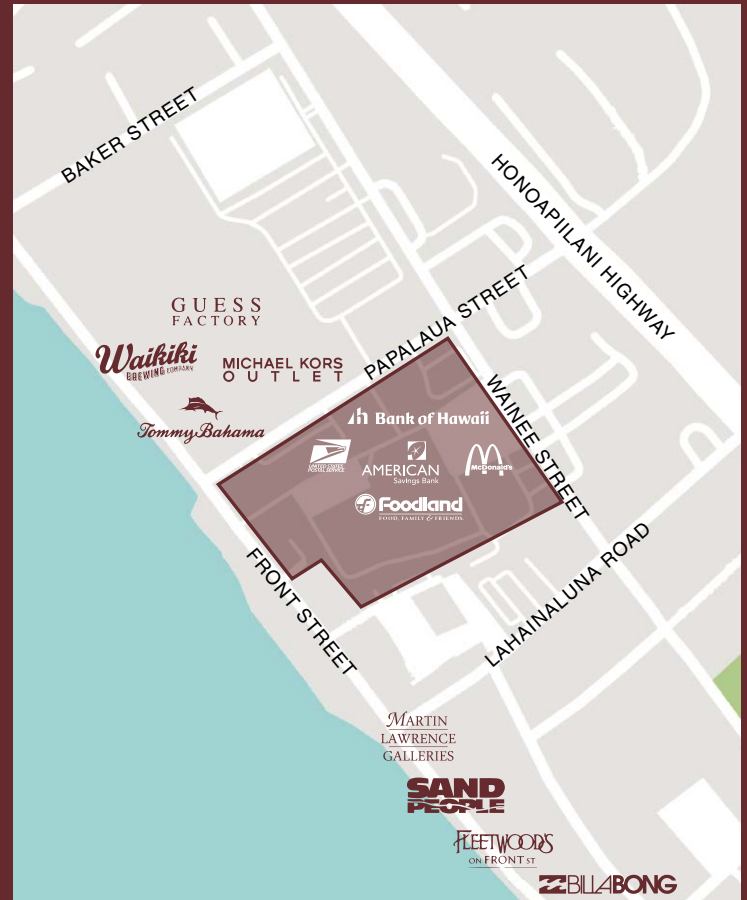 BAKER STREET
HONOAPIILANI HIGHWAY
GUESS
FACTORY
Waikiki
BREWING COMPANY
MICHAEL KORS
OUTLET
Tommy Bahama
PAPALAUA STREET
WAINEE STREET
Bank of Hawaii
UNITED STATES
POSTAL SERVICE
AMERICAN
Savings Bank
McDonald's
Foodland
FOOD, FAMILY & FRIENDS
FRONT STREET
LAHAINALUNA ROAD
MARTIN
LAWRENCE
GALLERIES
SAND
PEOPLE
FLEETWOOD'S
ON FRONT ST
BILLABONG